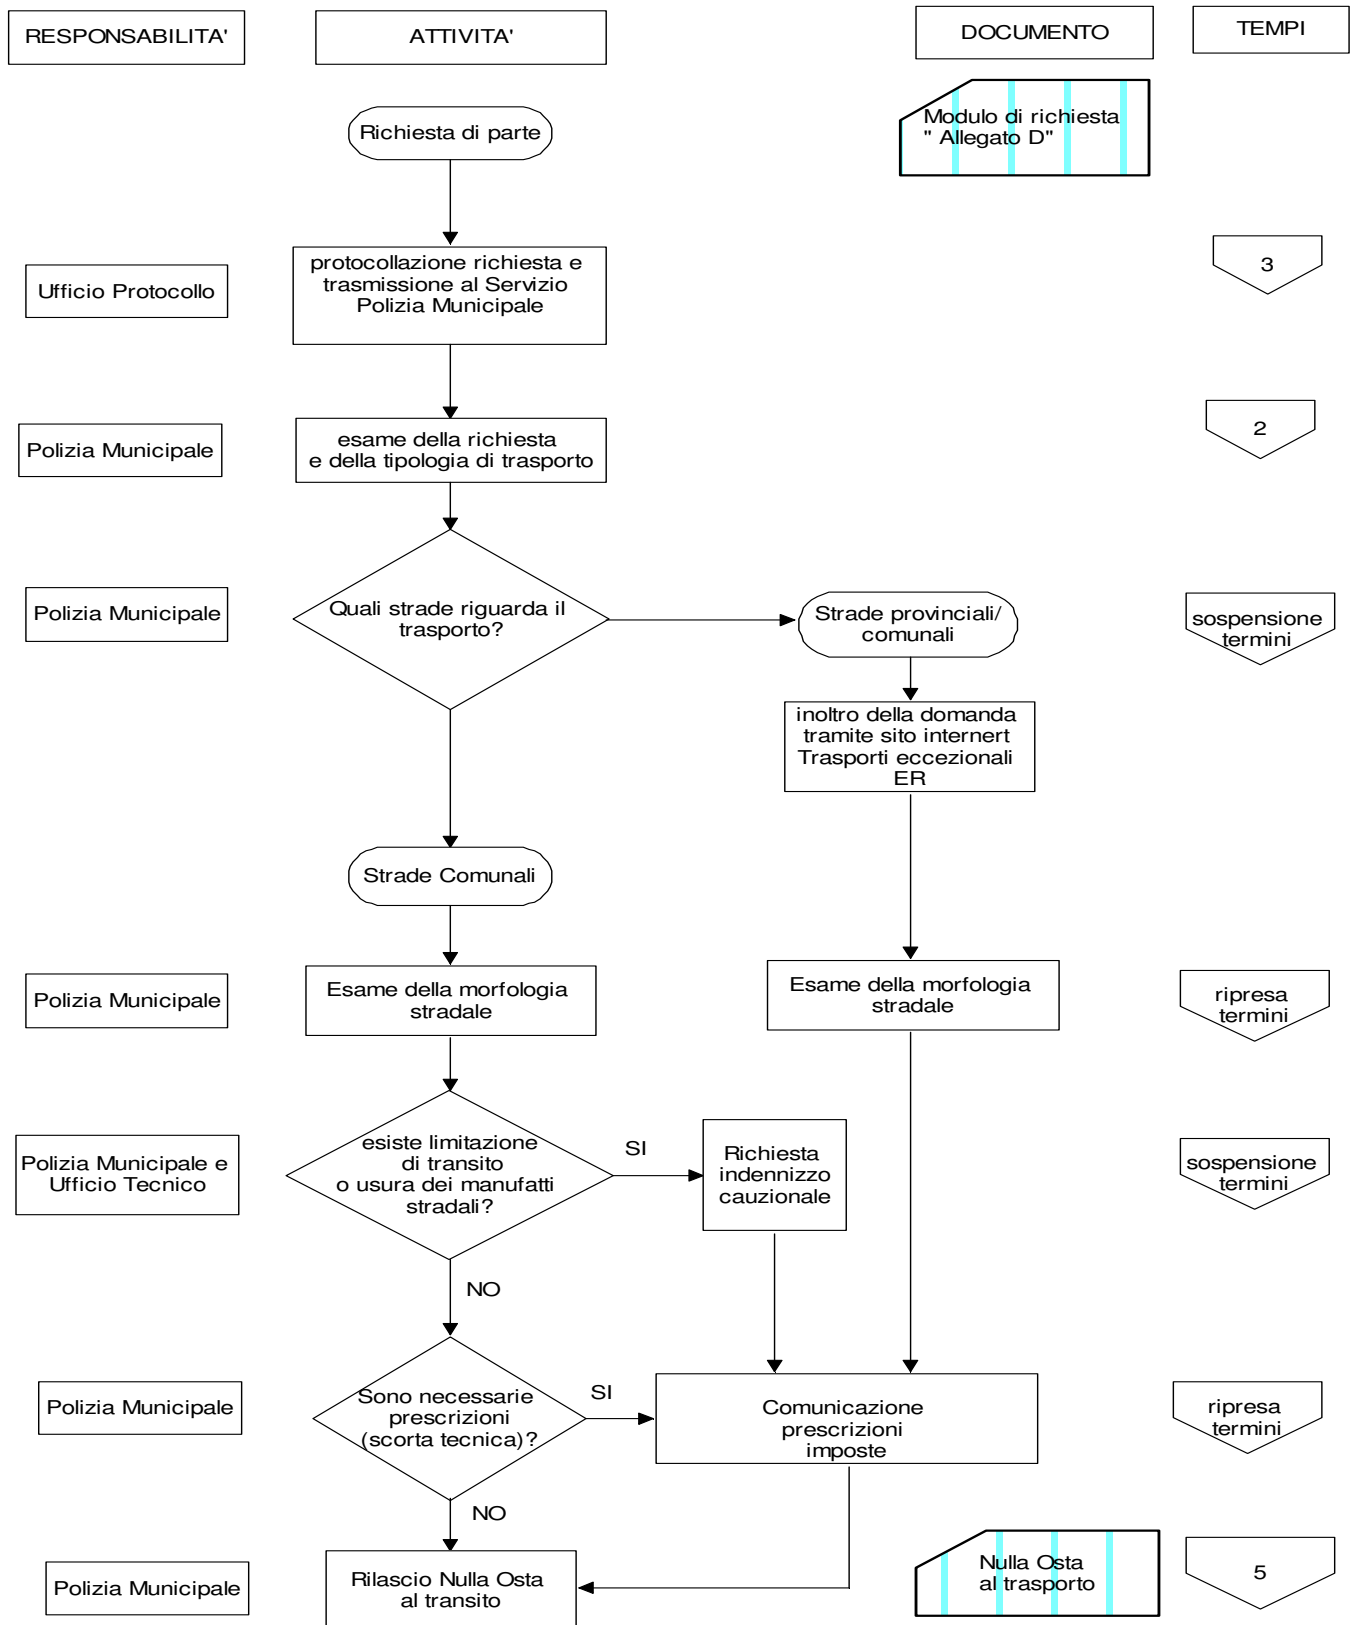 RESPONSABILITA'
ATTIVITA'
DOCUMENTO
TEMPI
Richiesta di parte
Modulo di richiesta
" Allegato D"
Ufficio Protocollo
protocollazione richiesta e
trasmissione al Servizio
Polizia Municipale
3
Polizia Municipale
esame della richiesta
e della tipologia di trasporto
2
Polizia Municipale
Quali strade riguarda il
trasporto?
Strade provinciali/
comunali
sospensione
termini
inoltro della domanda
tramite sito internert
Trasporti eccezionali
ER
Strade Comunali
Polizia Municipale
Esame della morfologia
stradale
Esame della morfologia
stradale
ripresa
termini
Polizia Municipale e
Ufficio Tecnico
esiste limitazione
di transito
o usura dei manufatti
stradali?
SI
Richiesta
indennizzo
cauzionale
sospensione
termini
NO
Polizia Municipale
Sono necessarie
prescrizioni
(scorta tecnica)?
SI
Comunicazione
prescrizioni
imposte
ripresa
termini
NO
Polizia Municipale
Rilascio Nulla Osta
al transito
Nulla Osta
al trasporto
5